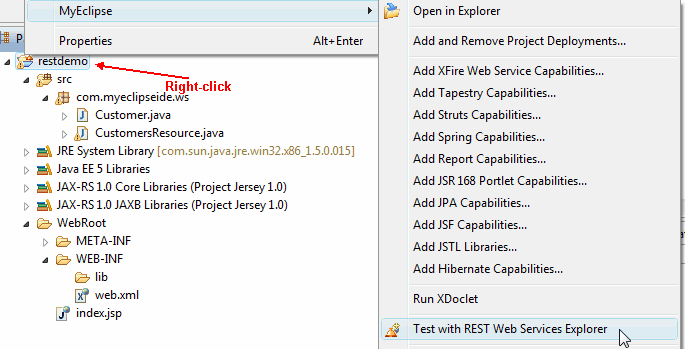 MyEclipse
Properties Alt+Enter
P
restdemo
Right-click
src
com.myeclipseide.ws
Customer.java
CustomersResource.java
JRE System Library [com.sun.java.jre.win32.x86_1.5.0.015]
Java EE 5 Libraries
JAX-RS 1.0 Core Libraries (Project Jersey 1.0)
JAX-RS 1.0 JAXB Libraries (Project Jersey 1.0)
WebRoot
META-INF
WEB-INF
lib
web.xml
index.jsp
Open in Explorer
Add and Remove Project Deployments...
Add XFire Web Service Capabilities...
Add Tapestry Capabilities...
Add Struts Capabilities...
Add Spring Capabilities...
Add Report Capabilities...
Add JSR 168 Portlet Capabilities...
Add JPA Capabilities...
Add JSF Capabilities...
Add JSTL Libraries...
Add Hibernate Capabilities...
Run XDoclet
Test with REST Web Services Explorer